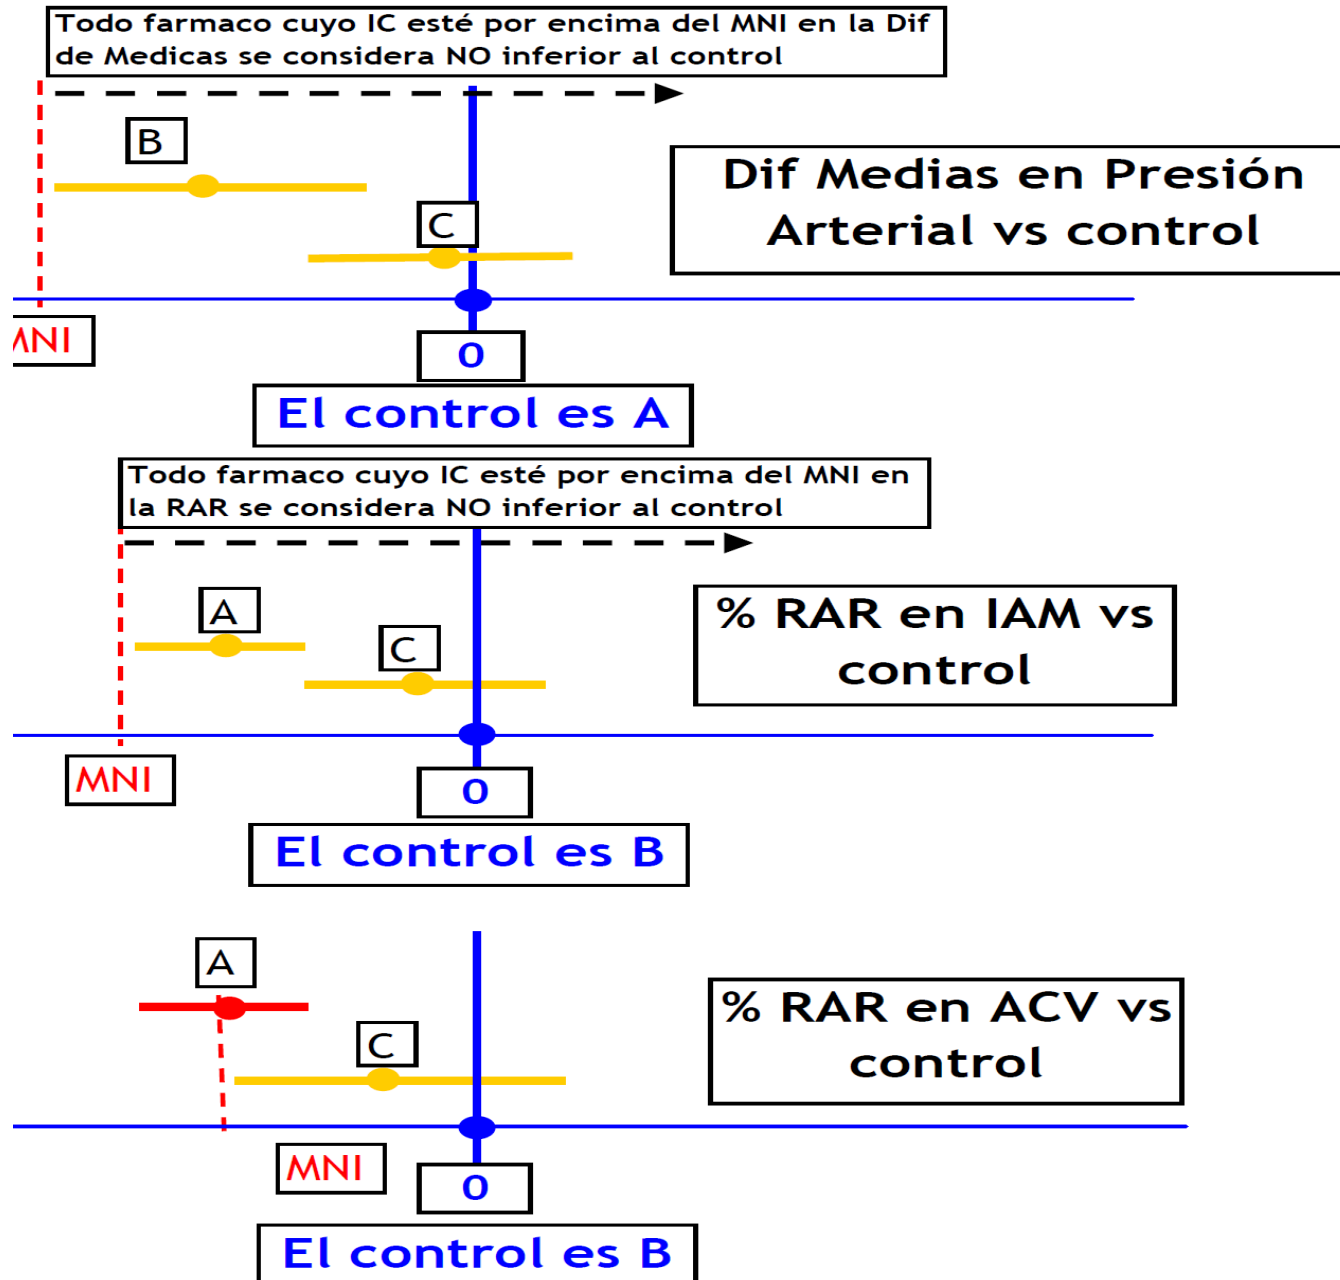 Todo farmaco cuyo IC esté por encima del MNI en la Dif
de Medicas se considera NO inferior al control
B
C
Dif Medias en Presión
Arterial vs control
MNI
0
El control es A
Todo farmaco cuyo IC esté por encima del MNI en
la RAR se considera NO inferior al control
A
C
% RAR en IAM vs
control
MNI
0
El control es B
A
C
% RAR en ACV vs
control
MNI
0
El control es B